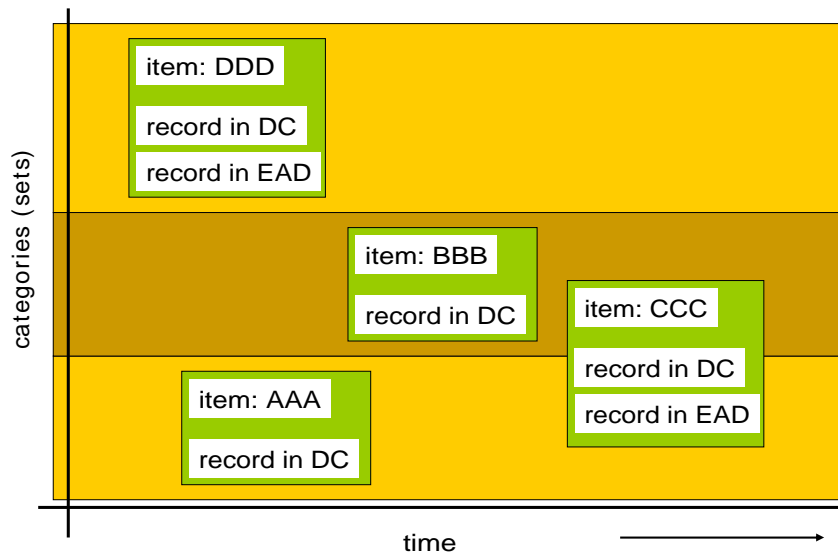 item: DDD
record in DC
record in EAD
categories (sets)
item: BBB
record in DC
item: CCC
record in DC
record in EAD
item: AAA
record in DC
time